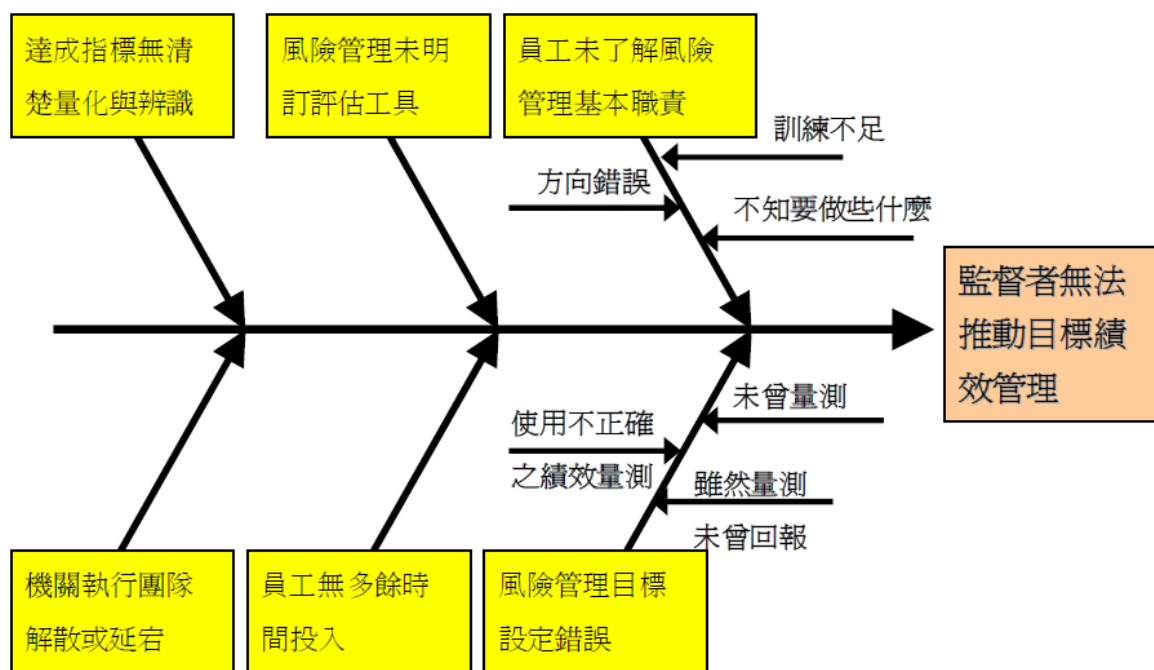 達成指標無清
楚量化與辨識
風險管理未明
訂評估工具
員工未了解風險
管理基本職責
訓練不足
方向錯誤
不知要做些什麼
監督者無法
推動目標績
效管理
未曾量測
使用不正確
之績效量測
雖然量測
未曾回報
機關執行團隊
解散或延宕
員工無多餘時
間投入
風險管理目標
設定錯誤